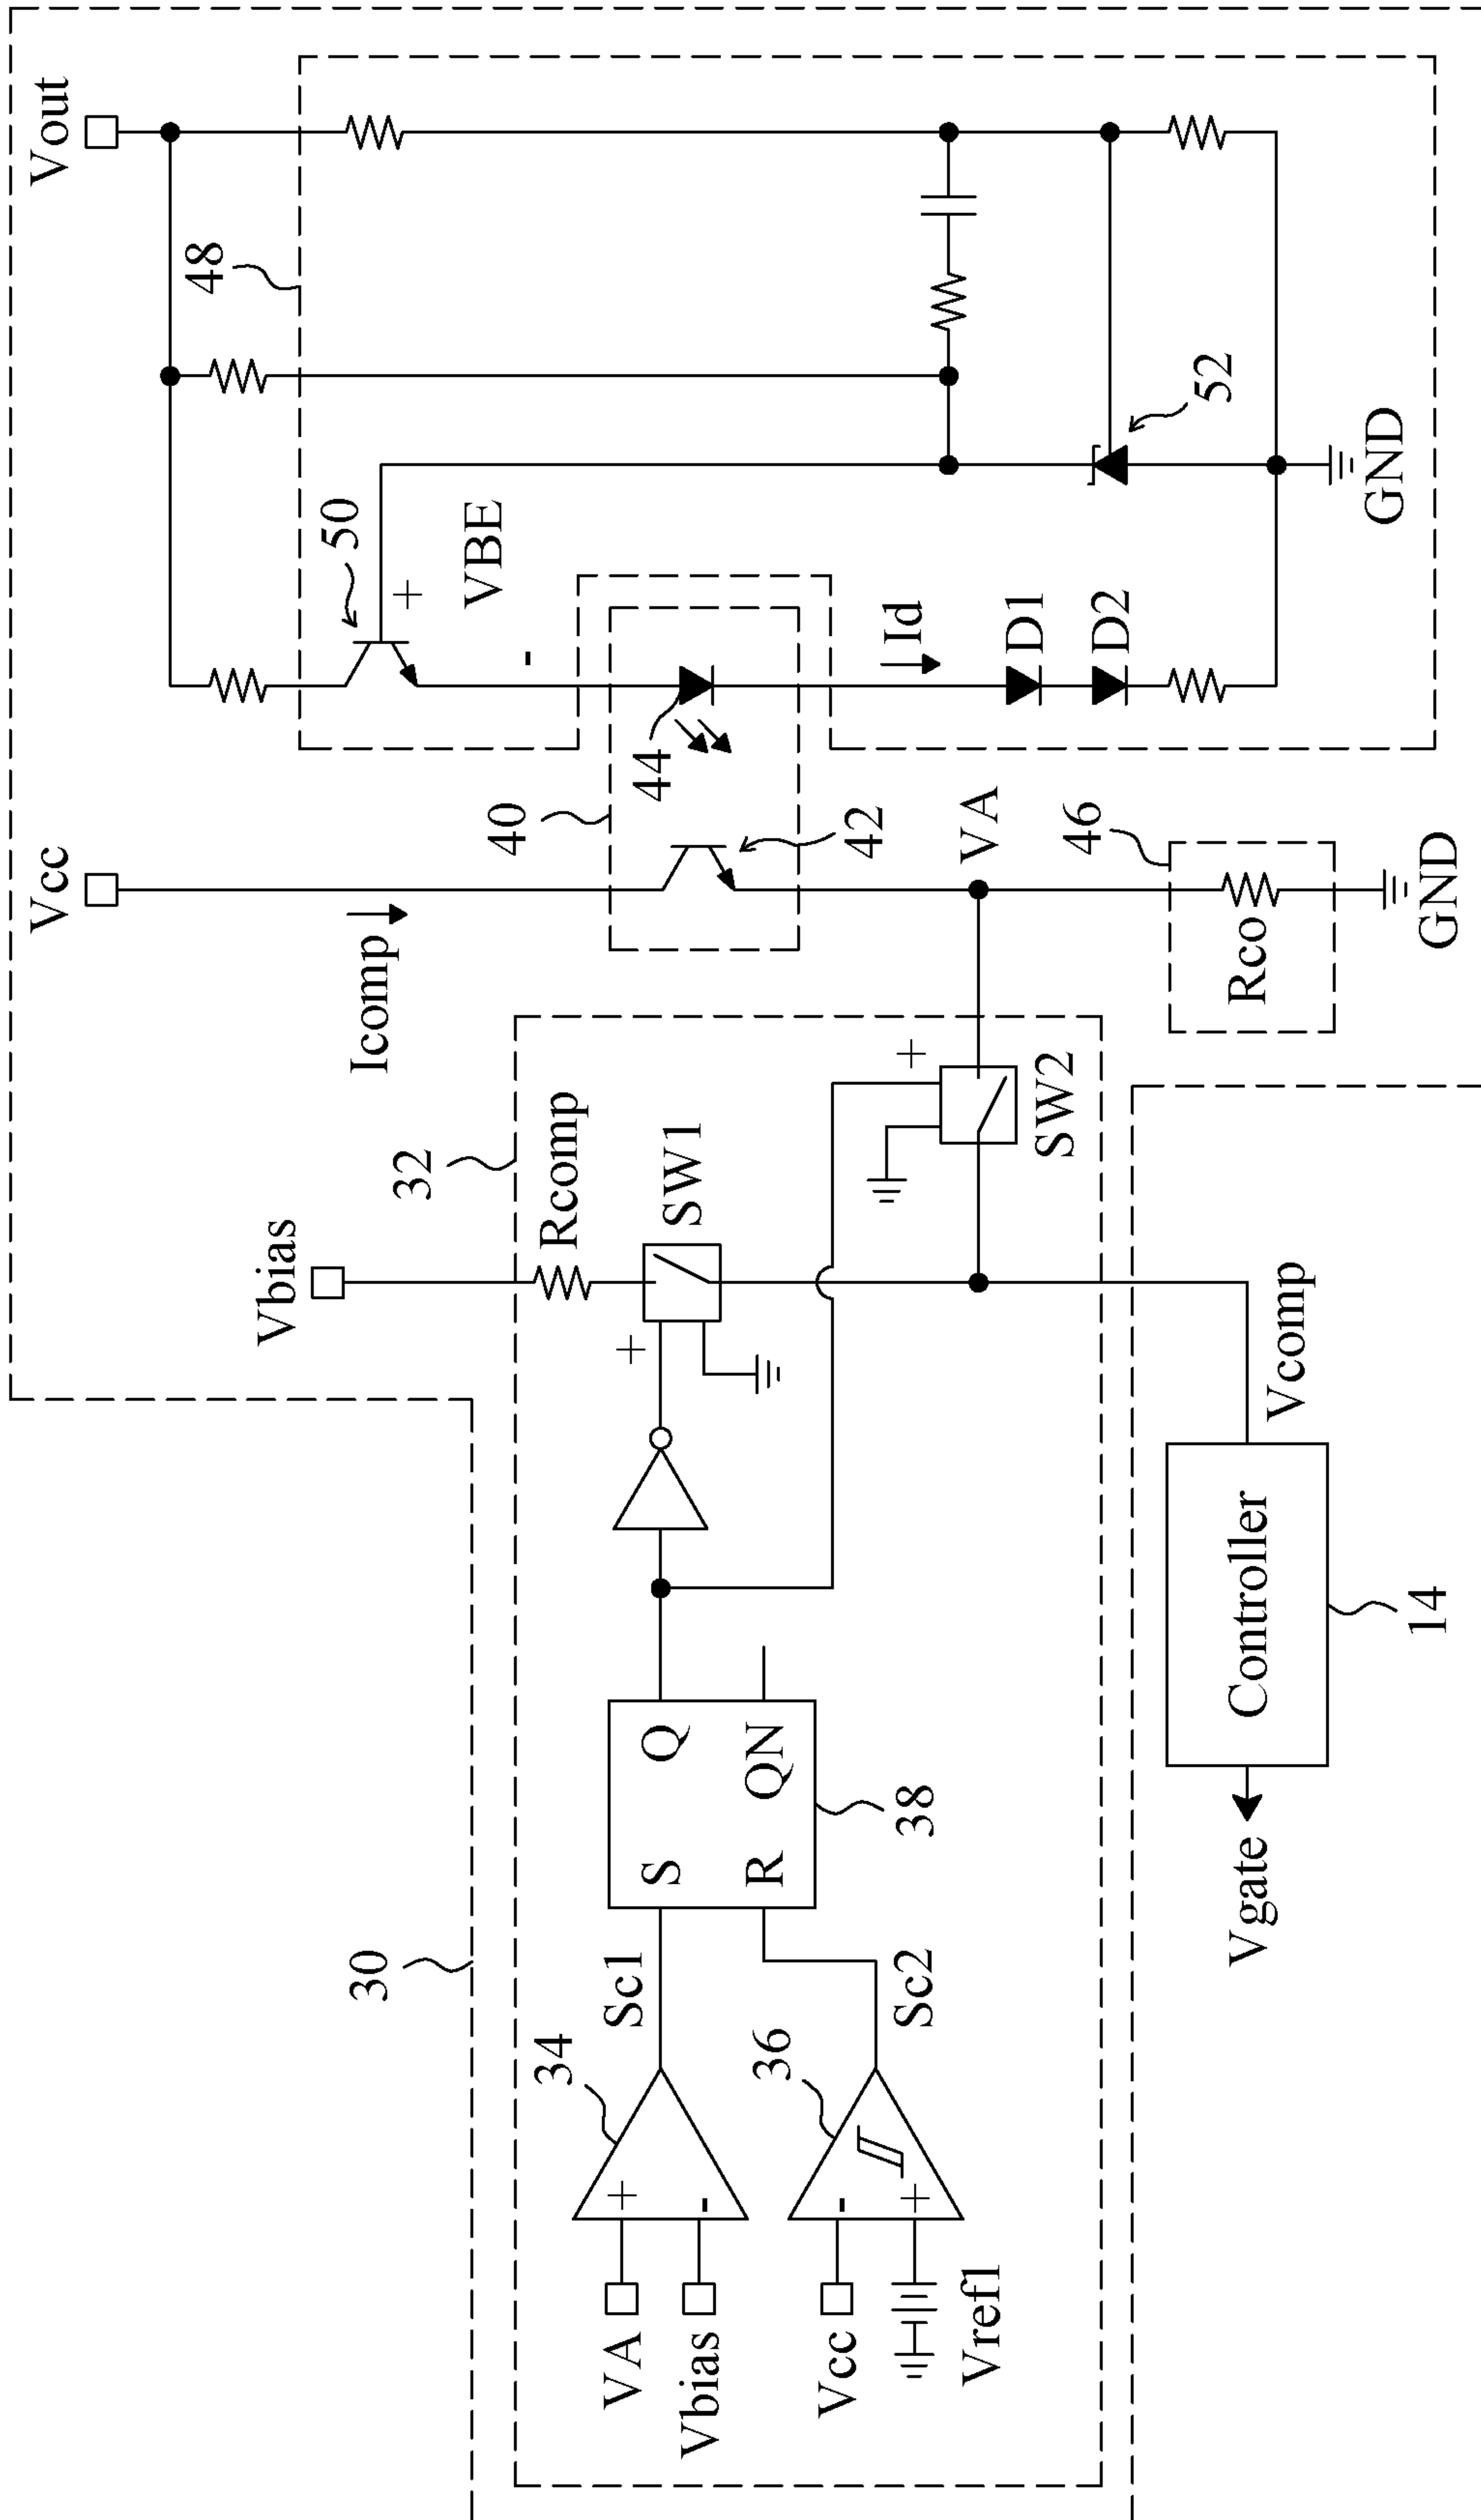 Vout
48
50
VBE
+
-
52
GND
Id
D1
D2
44
40
42
Vcc
Icomp
VA
46
Rco
GND
32
Vbias
Rcomp
SW1
+
SW2
+
Vcomp
Controller
14
Vgate
30
S
Q
R
QN
38
Sc1
Sc2
34
36
+
-
-
+
VA
Vbias
Vcc
Vref1